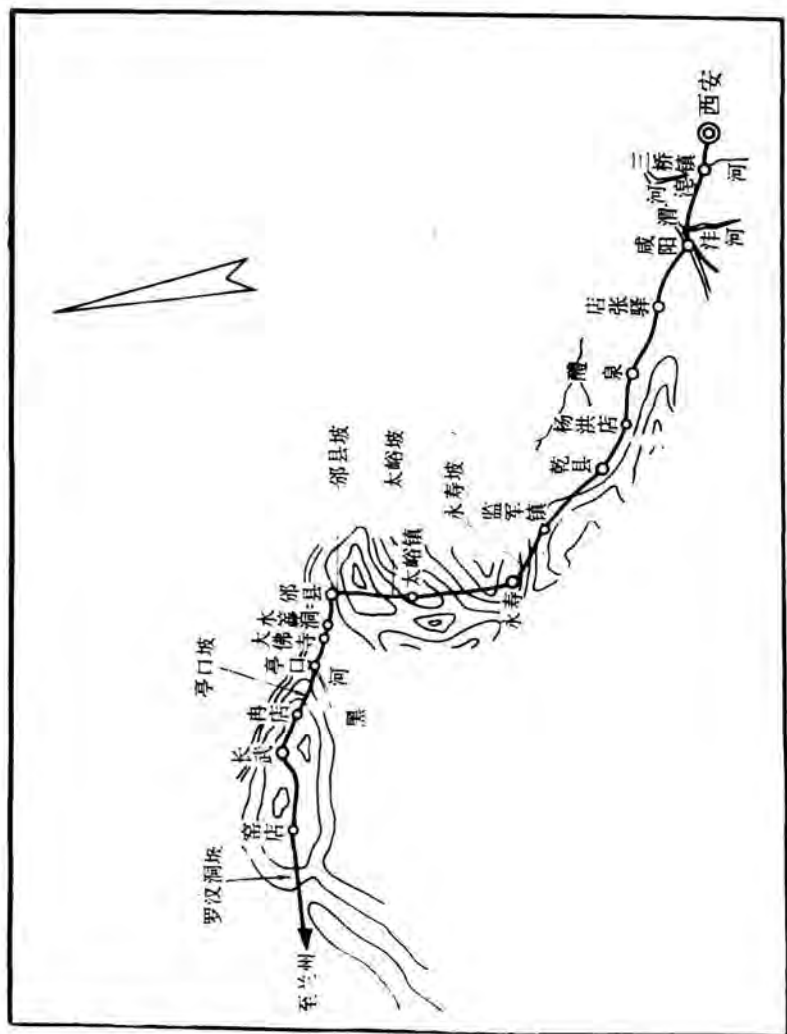 西安
三桥镇
渭河
皂河
沣河
咸阳
店张驿
醴泉
杨洪店
乾县
监军镇
永寿
永寿坡
太峪镇
太峪坡
邠县坡
邠县
水帘洞
大佛寺
亭口
黑河
亭口坡
冉店
长武
窑店
罗汉洞坡
至兰州